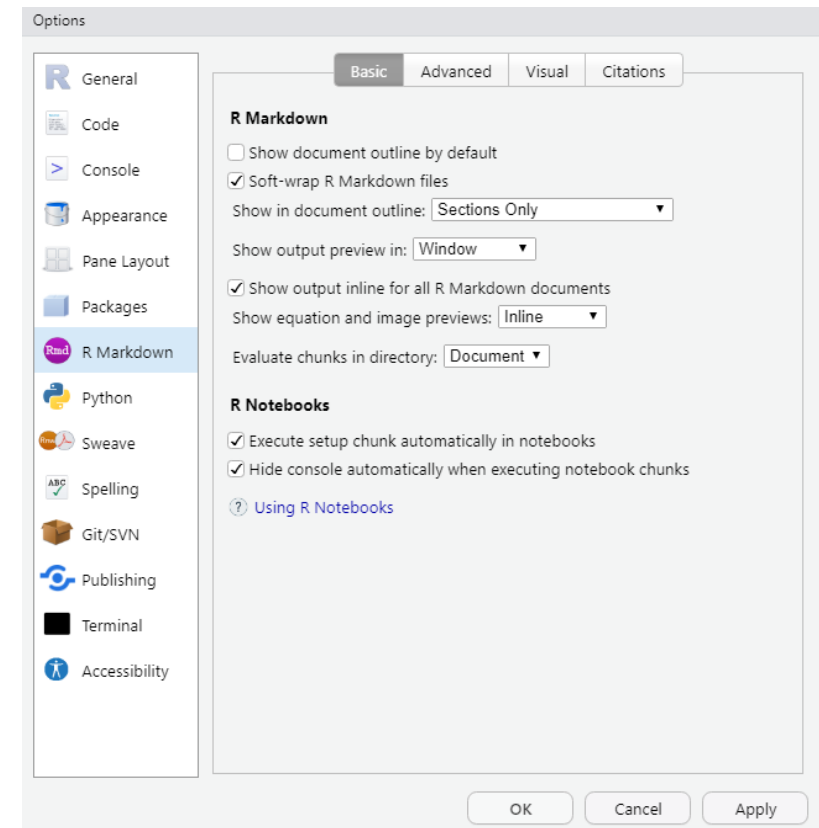 Options
General
Code
Console
Appearance
Pane Layout
Packages
Rmd R Markdown
Python
Sweave
ABC Spelling
Git/SVN
Publishing
Terminal
Accessibility
Basic Advanced Visual Citations
R Markdown
Show document outline by default
Soft-wrap R Markdown files
Show in document outline: Sections Only
Show output preview in: Window
Show output inline for all R Markdown documents
Show equation and image previews: Inline
Evaluate chunks in directory: Document
R Notebooks
Execute setup chunk automatically in notebooks
Hide console automatically when executing notebook chunks
? Using R Notebooks
OK Cancel Apply